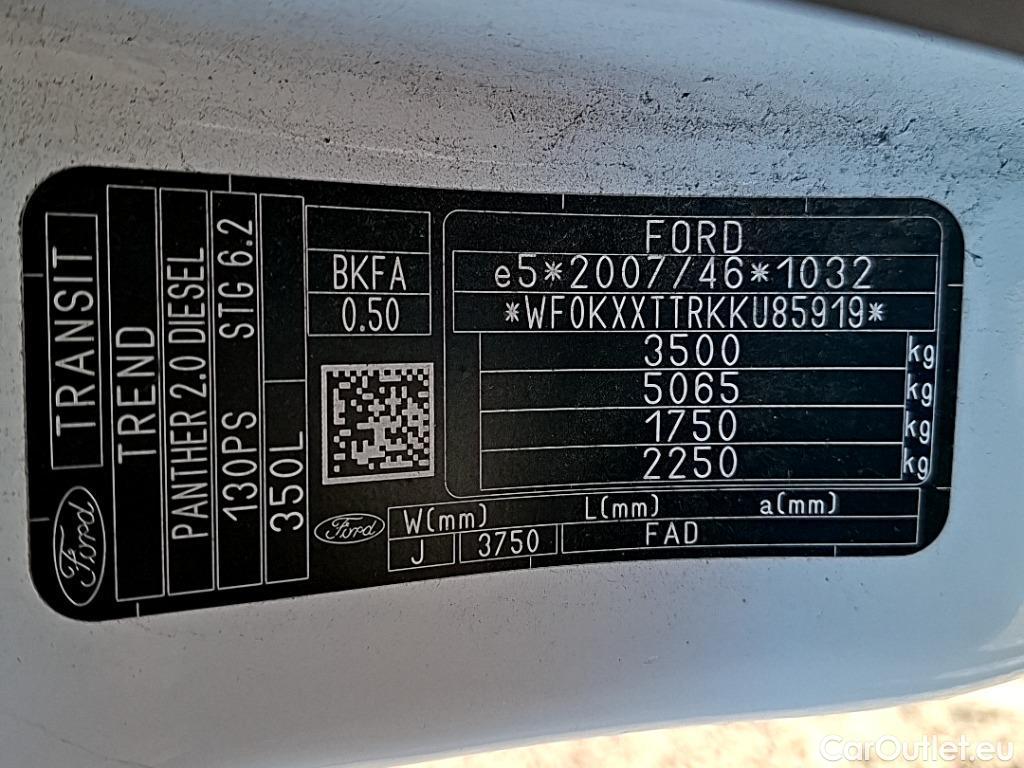 TRANSIT
Ford
TREND
PANTHER 2.0 DIESEL
130PS STG 6.2
350L
BKFA
0.50
Ford
FORD
e5*2007/46*1032
*WF0KXXTTRKKU85919*
3500 kg
5065 kg
1750 kg
2250 kg
W(mm) L(mm) a(mm)
J 3750 FAD
CarOutlet.eu